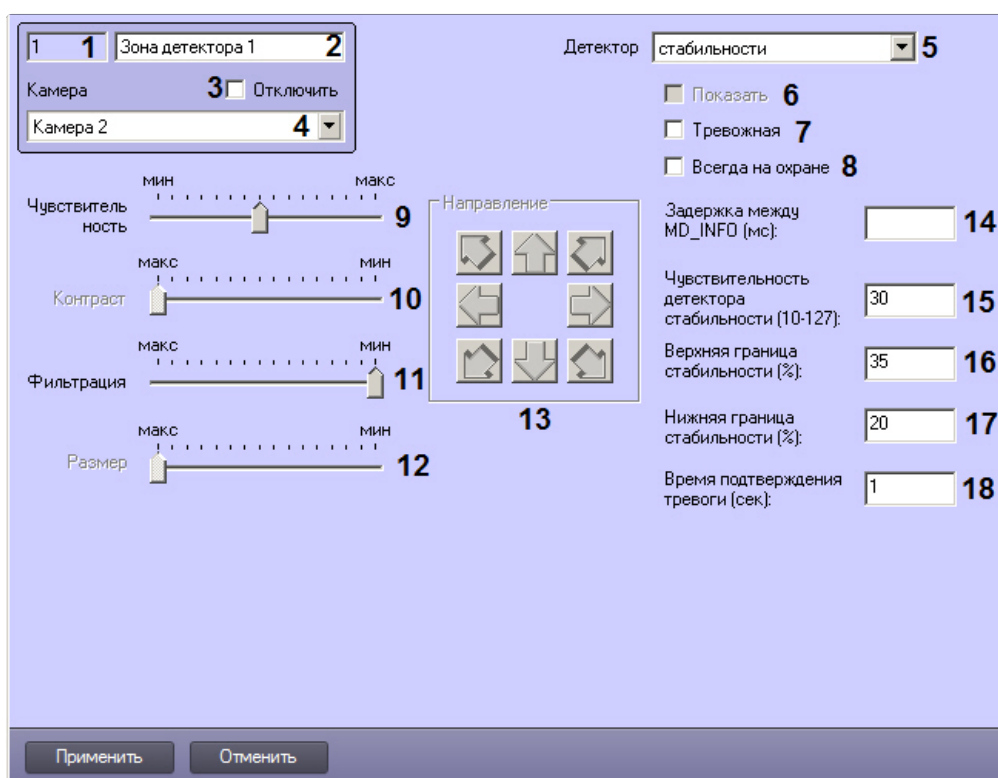 1 1 Зона детектора 1 2
Камера 3 Отключить
Камера 2 4
Детектор стабильности 5
Показать 6
Тревожная 7
Всегда на охране 8
мин макс
Чувствитель
ность 9
макс мин
Контраст 10
макс мин
Фильтрация 11
макс мин
Размер 12
Направление
13
Задержка между
MD_INFO (мс): 14
Чувствительность
детектора
стабильности (10-127): 30 15
Верхняя граница
стабильности (%): 35 16
Нижняя граница
стабильности (%): 20 17
Время подтверждения
тревоги (сек): 1 18
Применить Отменить